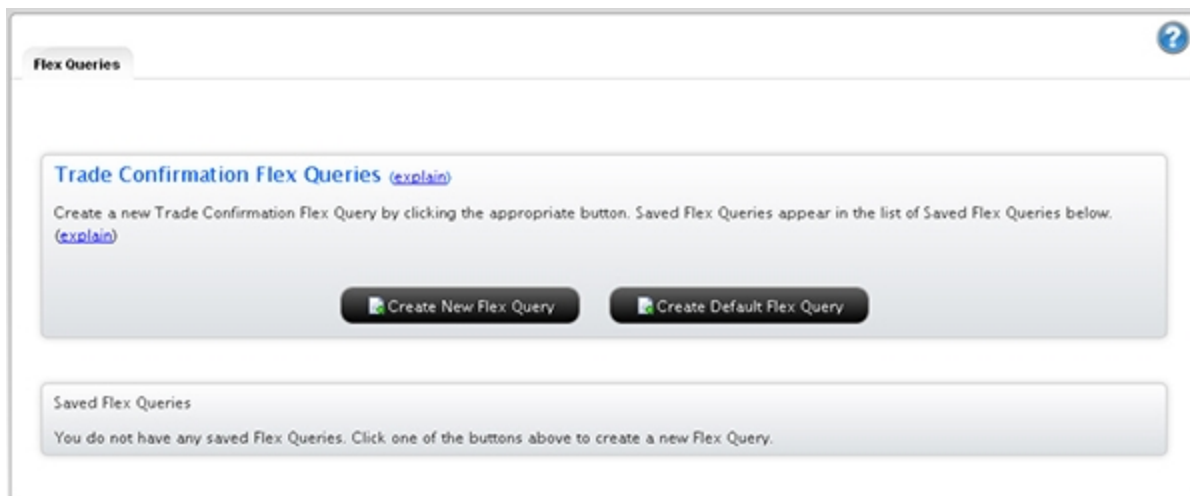 Flex Queries
Trade Confirmation Flex Queries (explain)
Create a new Trade Confirmation Flex Query by clicking the appropriate button. Saved Flex Queries appear in the list of Saved Flex Queries below.
(explain)
Create New Flex Query
Create Default Flex Query
Saved Flex Queries
You do not have any saved Flex Queries. Click one of the buttons above to create a new Flex Query.